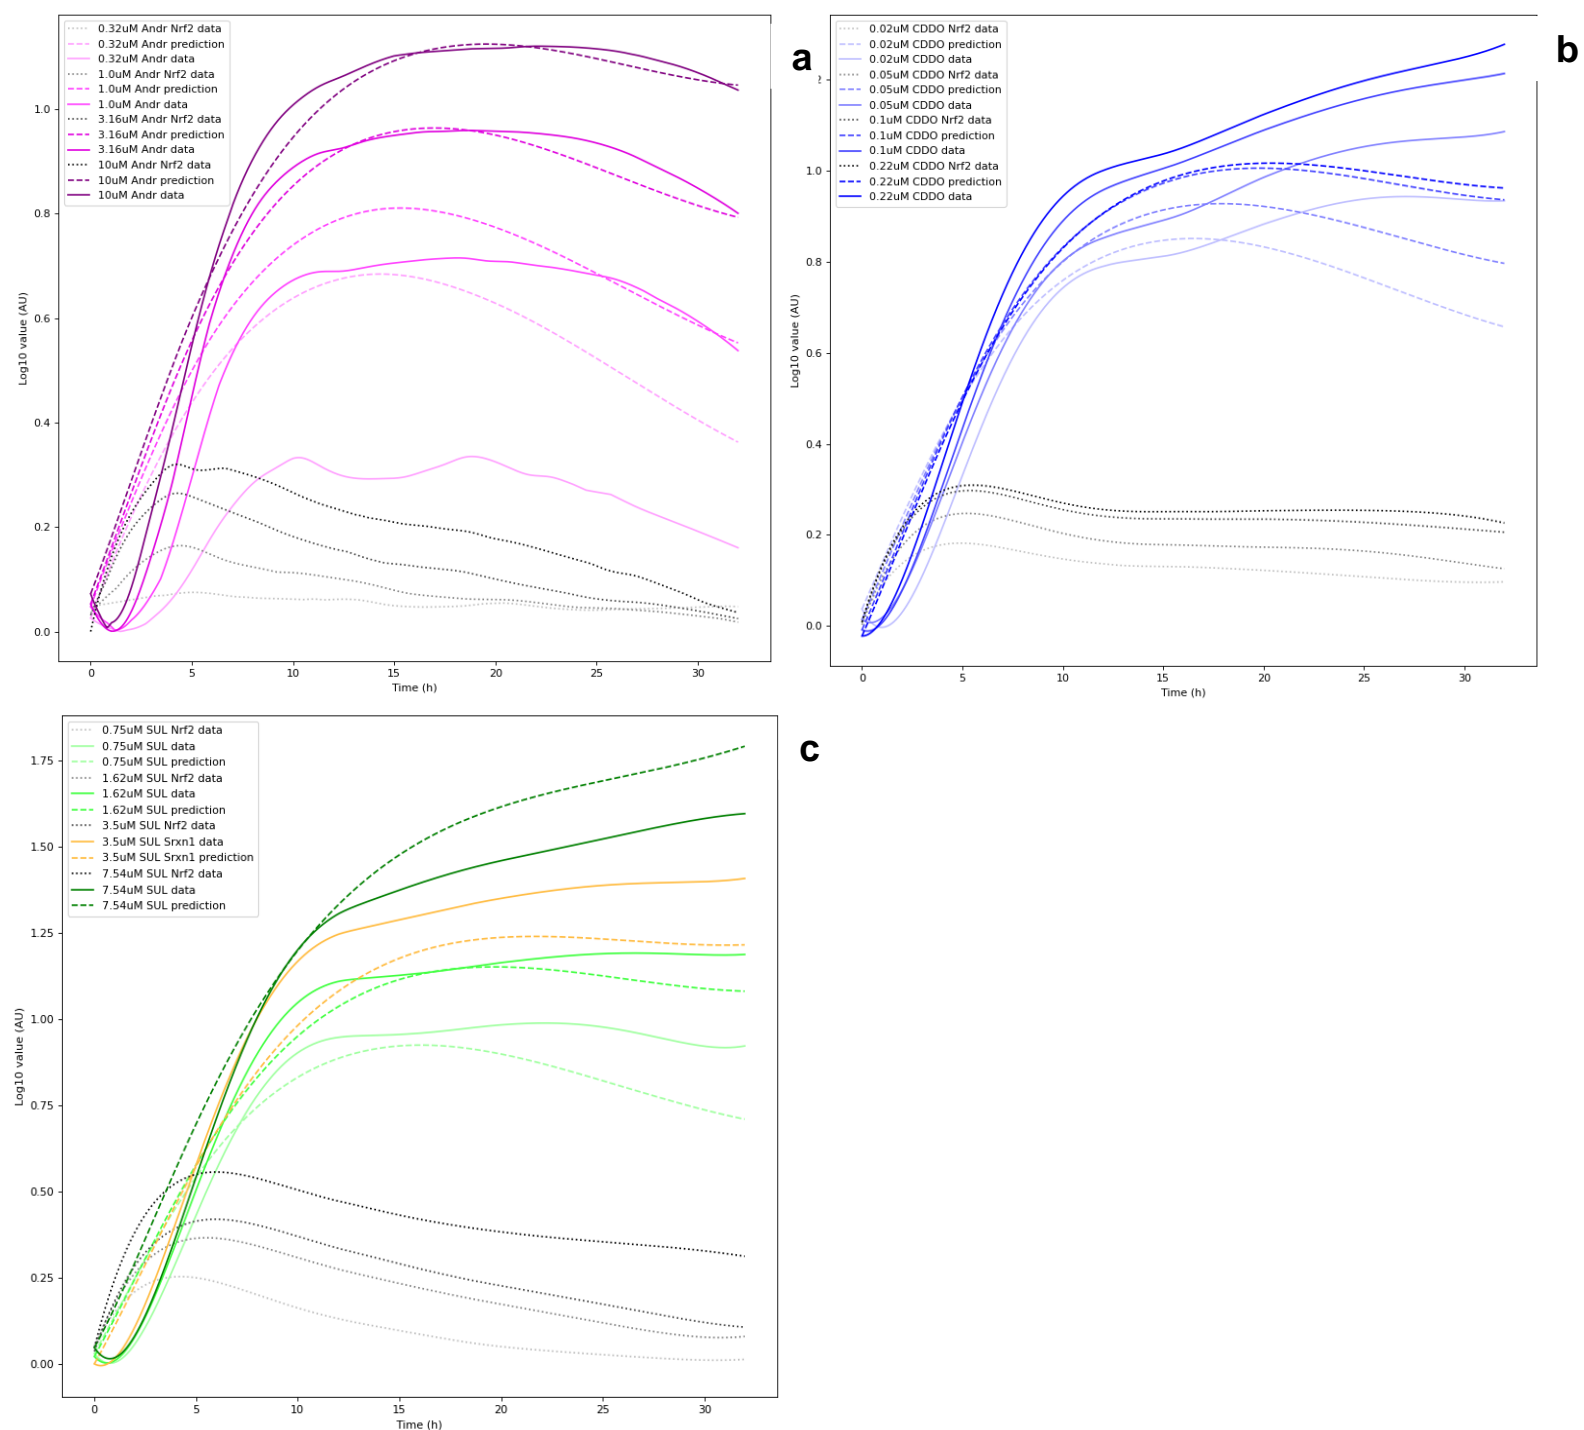 0.32uM Andr Nrf2 data
0.32uM Andr prediction
0.32uM Andr data
1.0uM Andr Nrf2 data
1.0uM Andr prediction
1.0uM Andr data
3.16uM Andr Nrf2 data
3.16uM Andr prediction
3.16uM Andr data
10uM Andr Nrf2 data
10uM Andr prediction
10uM Andr data
a
1.0
0.8
0.6
0.4
0.2
0.0
Log10 value (AU)
0 5 10 15 20 25 30
Time (h)
0.02uM CDDO Nrf2 data
0.02uM CDDO prediction
0.02uM CDDO data
0.05uM CDDO Nrf2 data
0.05uM CDDO prediction
0.05uM CDDO data
0.1uM CDDO Nrf2 data
0.1uM CDDO prediction
0.1uM CDDO data
0.22uM CDDO Nrf2 data
0.22uM CDDO prediction
0.22uM CDDO data
b
1.0
0.8
0.6
0.4
0.2
0.0
Log10 value (AU)
0 5 10 15 20 25 30
Time (h)
0.75uM SUL Nrf2 data
0.75uM SUL data
0.75uM SUL prediction
1.62uM SUL Nrf2 data
1.62uM SUL data
1.62uM SUL prediction
3.5uM SUL Nrf2 data
3.5uM SUL Srxn1 data
3.5uM SUL Srxn1 prediction
7.54uM SUL Nrf2 data
7.54uM SUL data
7.54uM SUL prediction
c
1.75
1.50
1.25
1.00
0.75
0.50
0.25
0.00
Log10 value (AU)
0 5 10 15 20 25 30
Time (h)